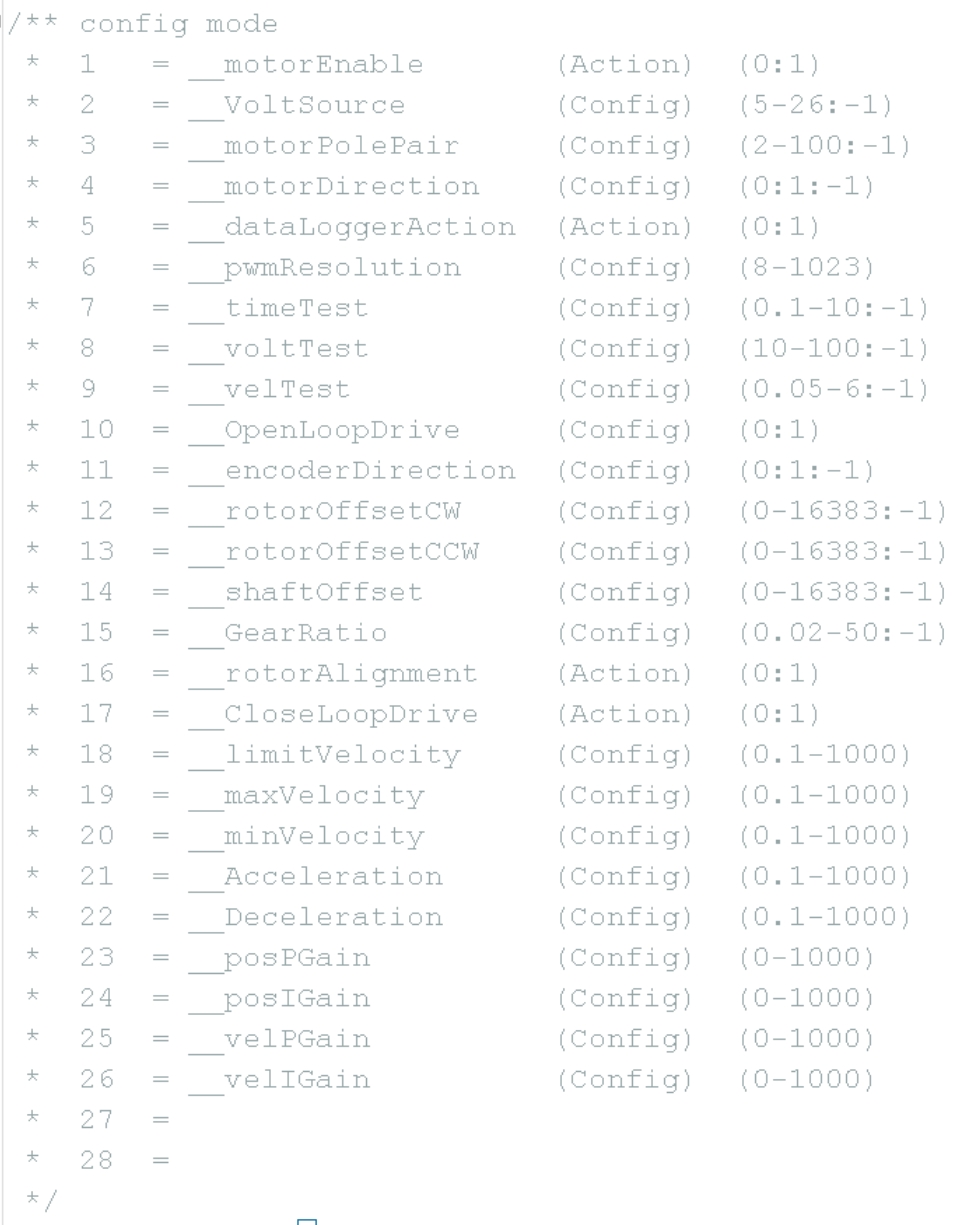 /** config mode
 *  1   = __motorEnable       (Action)  (0:1)
 *  2   = __VoltSource        (Config)  (5-26:-1)
 *  3   = __motorPolePair     (Config)  (2-100:-1)
 *  4   = __motorDirection    (Config)  (0:1:-1)
 *  5   = __dataLoggerAction  (Action)  (0:1)
 *  6   = __pwmResolution     (Config)  (8-1023)
 *  7   = __timeTest          (Config)  (0.1-10:-1)
 *  8   = __voltTest          (Config)  (10-100:-1)
 *  9   = __velTest           (Config)  (0.05-6:-1)
 *  10  = __OpenLoopDrive     (Config)  (0:1)
 *  11  = __encoderDirection  (Config)  (0:1:-1)
 *  12  = __rotorOffsetCW     (Config)  (0-16383:-1)
 *  13  = __rotorOffsetCCW    (Config)  (0-16383:-1)
 *  14  = __shaftOffset       (Config)  (0-16383:-1)
 *  15  = __GearRatio         (Config)  (0.02-50:-1)
 *  16  = __rotorAlignment    (Action)  (0:1)
 *  17  = __CloseLoopDrive    (Action)  (0:1)
 *  18  = __limitVelocity     (Config)  (0.1-1000)
 *  19  = __maxVelocity       (Config)  (0.1-1000)
 *  20  = __minVelocity       (Config)  (0.1-1000)
 *  21  = __Acceleration      (Config)  (0.1-1000)
 *  22  = __Deceleration      (Config)  (0.1-1000)
 *  23  = __posPGain          (Config)  (0-1000)
 *  24  = __posIGain          (Config)  (0-1000)
 *  25  = __velPGain          (Config)  (0-1000)
 *  26  = __velIGain          (Config)  (0-1000)
 *  27  =
 *  28  =
 */